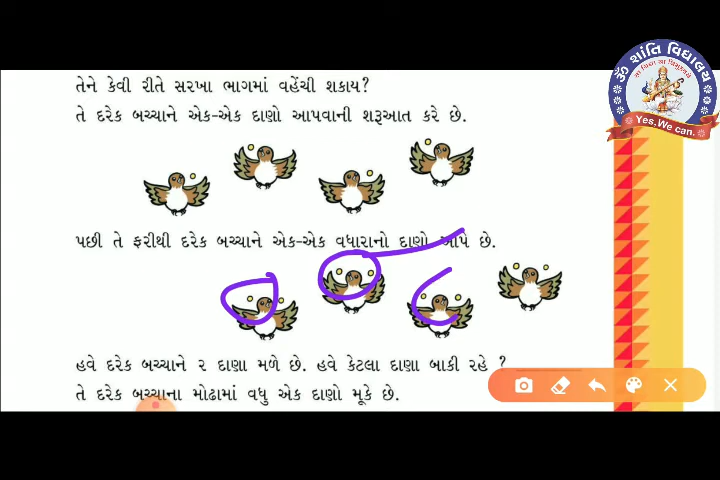 ૐ શાંતિ વિદ્યાલય
Yes, We can.
તેને કેવી રીતે સરખા ભાગમાં વહેંચી શકાય?
તે દરેક બચ્ચાને એક-એક દાણો આપવાની શરૂઆત કરે છે.
પછી તે ફરીથી દરેક બચ્ચાને એક-એક વધારાનો દાણો આપે છે.
હવે દરેક બચ્ચાને ૨ દાણા મળે છે. હવે કેટલા દાણા બાકી રહે ?
તે દરેક બચ્ચાના મોઢામાં વધુ એક દાણો મૂકે છે.